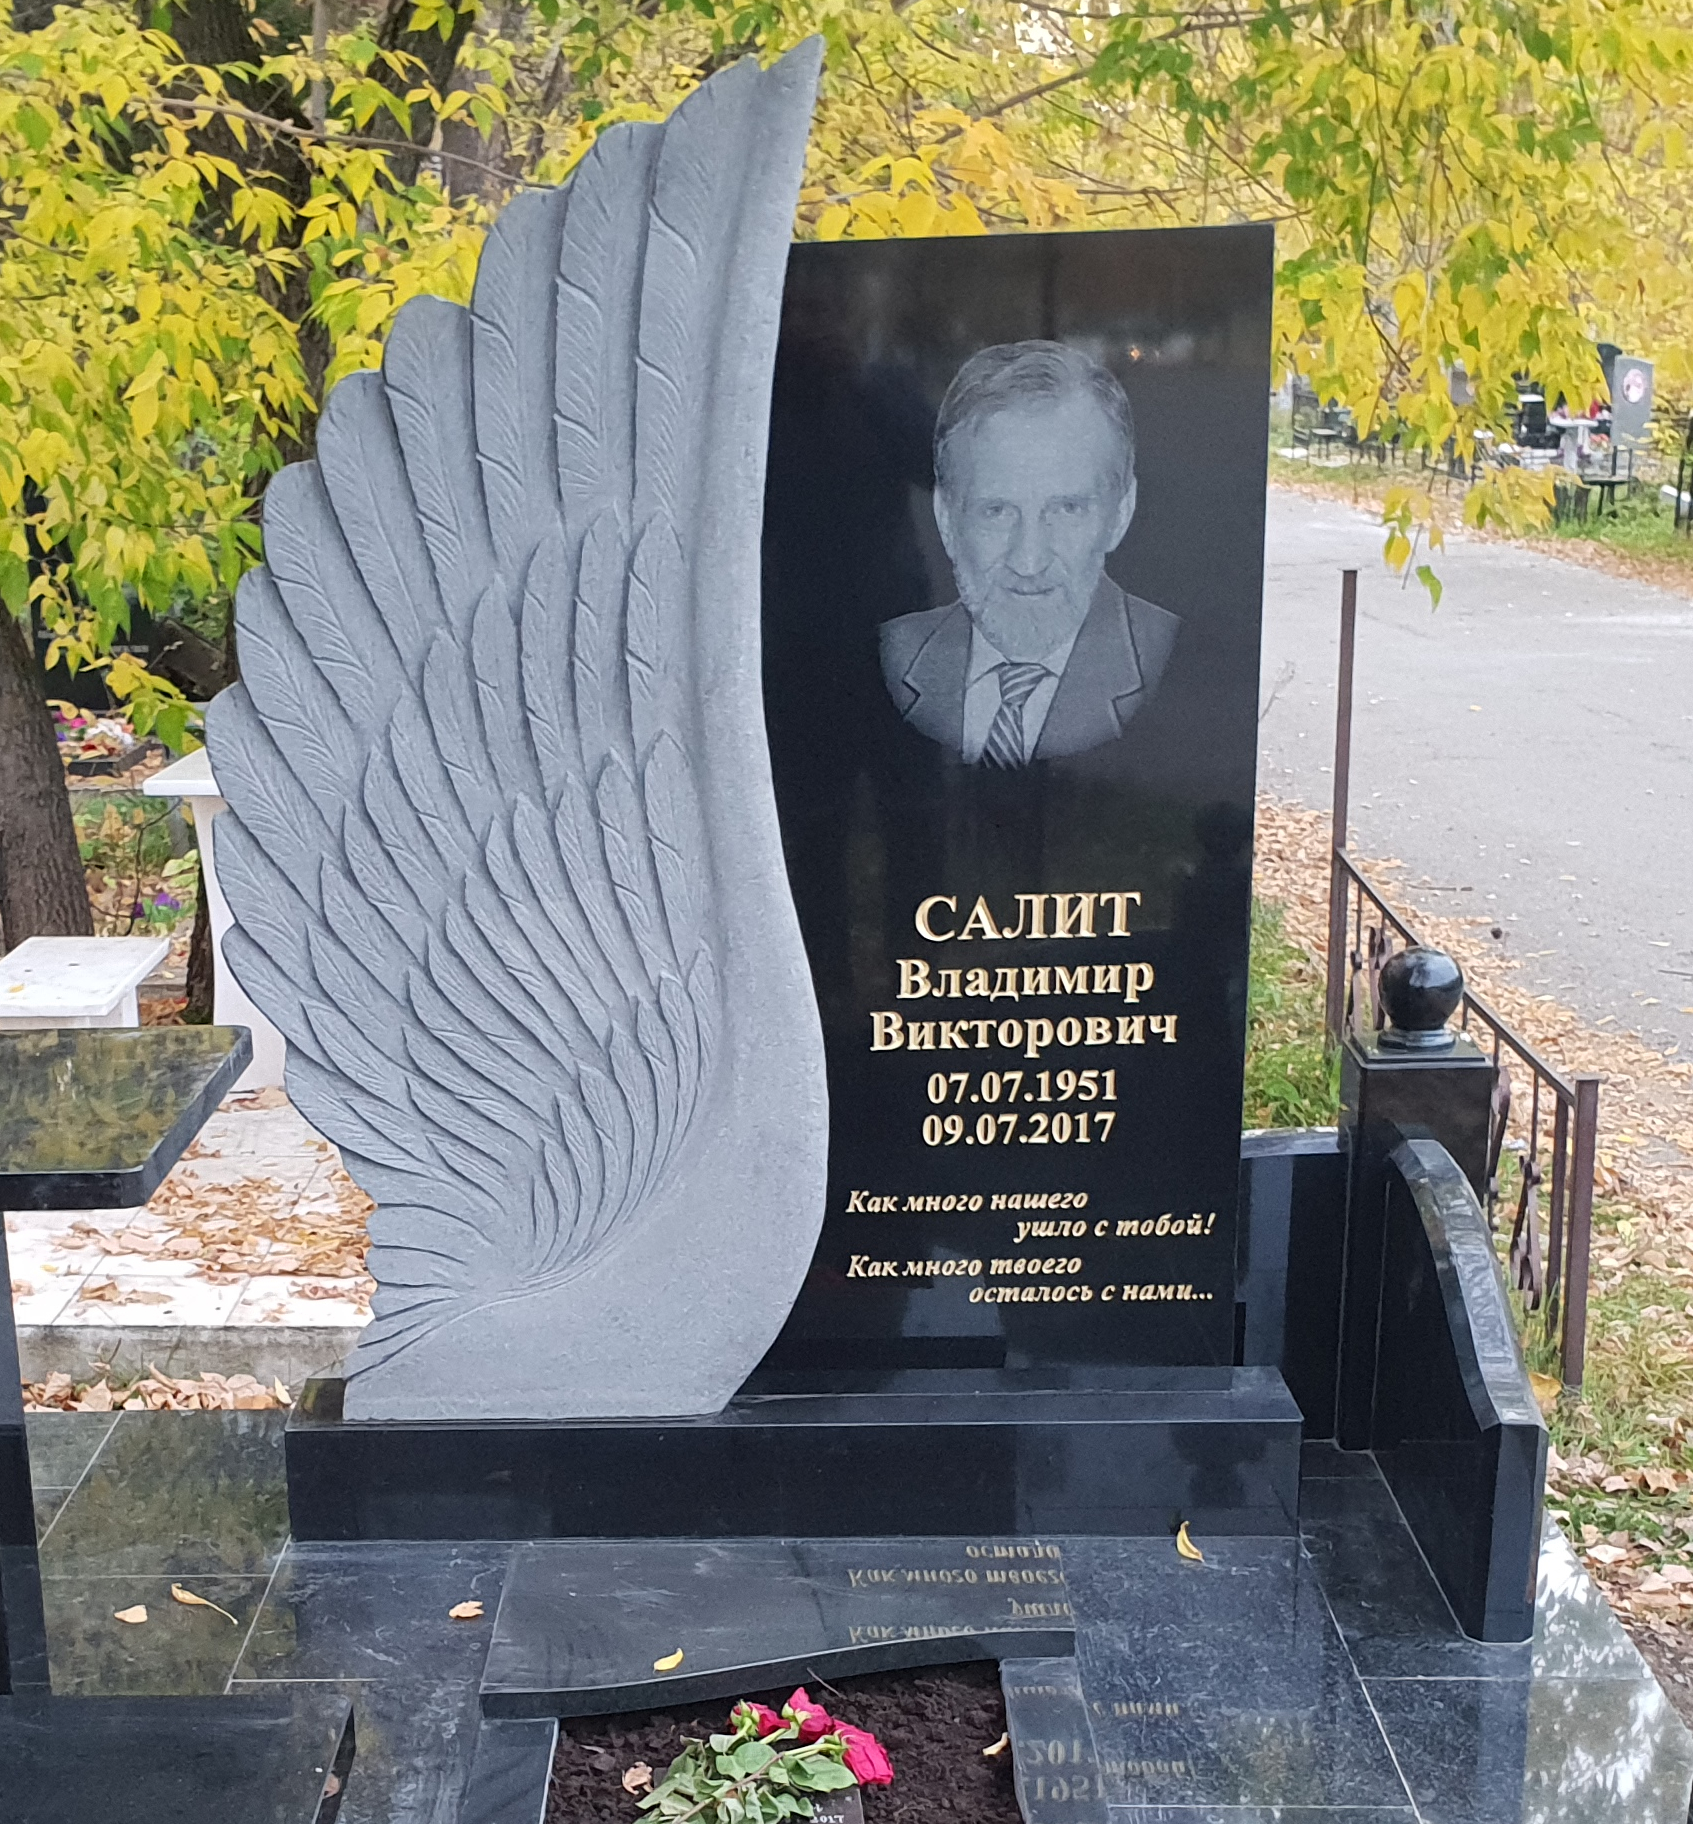 САЛИТ
Владимир
Викторович
07.07.1951
09.07.2017
Как много нашего
ушло с тобой!
Как много твоего
осталось с нами...